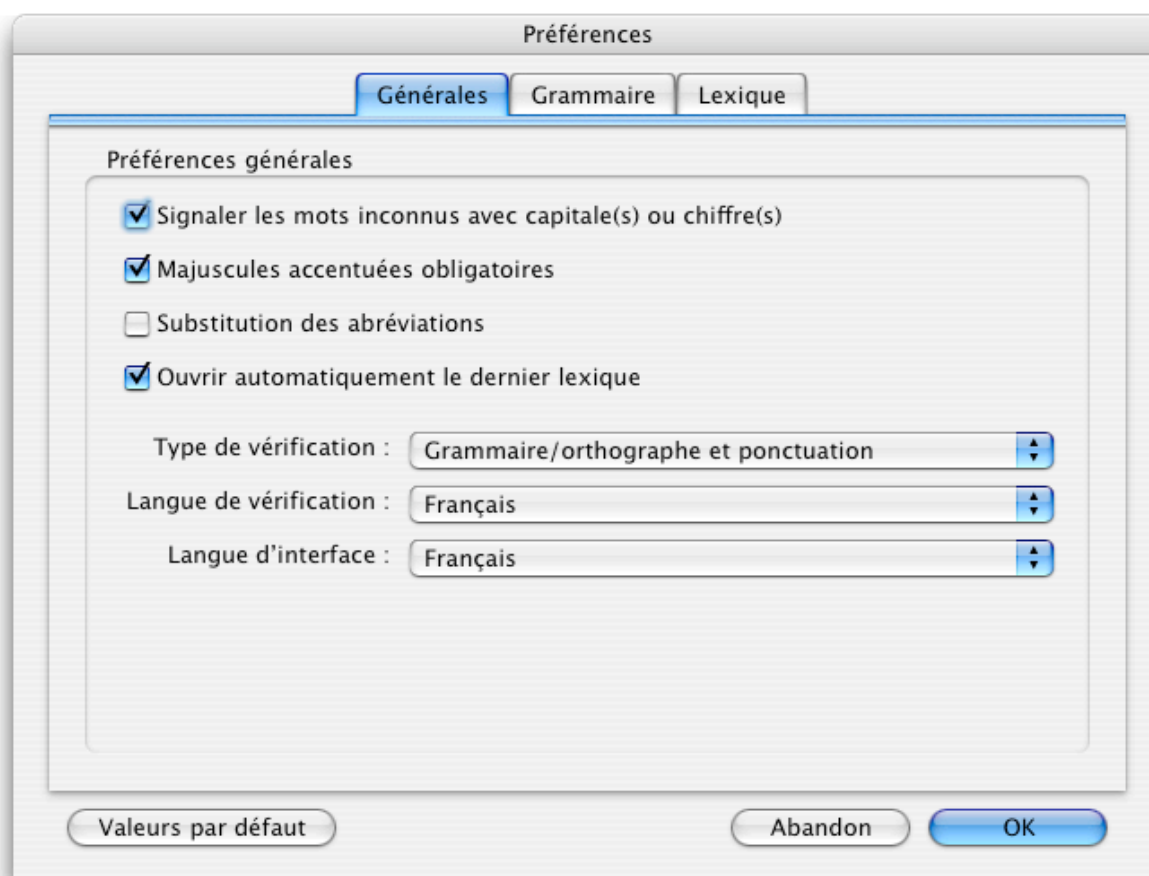 Préférences
Générales Grammaire Lexique
Préférences générales
Signaler les mots inconnus avec capitale(s) ou chiffre(s)
Majuscules accentuées obligatoires
Substitution des abréviations
Ouvrir automatiquement le dernier lexique
Type de vérification : Grammaire/orthographe et ponctuation
Langue de vérification : Français
Langue d'interface : Français
Valeurs par défaut Abandon OK